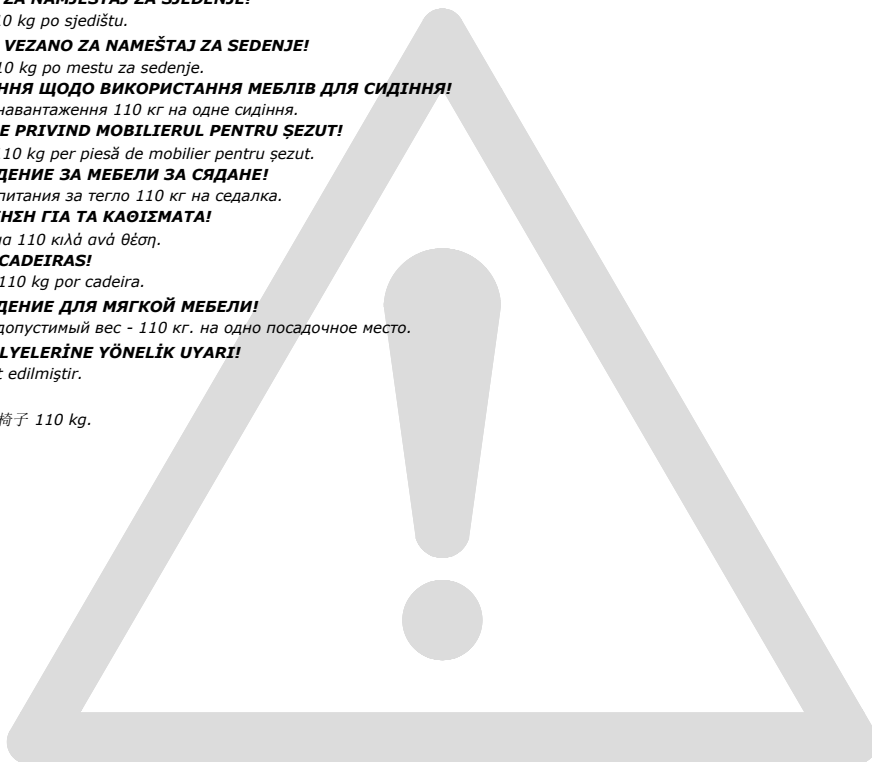 ZA NAMJEŠTAJ ZA SJEDENJE!
10 kg po sjedištu.
VEZANO ZA NAMEŠTAJ ZA SEDENJE!
10 kg po mestu za sedenje.
ННЯ ЩОДО ВИКОРИСТАННЯ МЕБЛІВ ДЛЯ СИДІННЯ!
навантаження 110 кг на одне сидіння.
E PRIVIND MOBILIERUL PENTRU ȘEZUT!
110 kg per piesă de mobilier pentru șezut.
ДЕНИЕ ЗА МЕБЕЛИ ЗА СЯДАНЕ!
питания за тегло 110 кг на седалка.
ΗΣΗ ΓΙΑ ΤΑ ΚΑΘΙΣΜΑΤΑ!
μα 110 κιλά ανά θέση.
CADEIRAS!
110 kg por cadeira.
ДЕНИЕ ДЛЯ МЯГКОЙ МЕБЕЛИ!
допустимый вес - 110 кг. на одно посадочное место.
LYELERİNE YÖNELİK UYARI!
t edilmiştir.
椅子 110 kg.